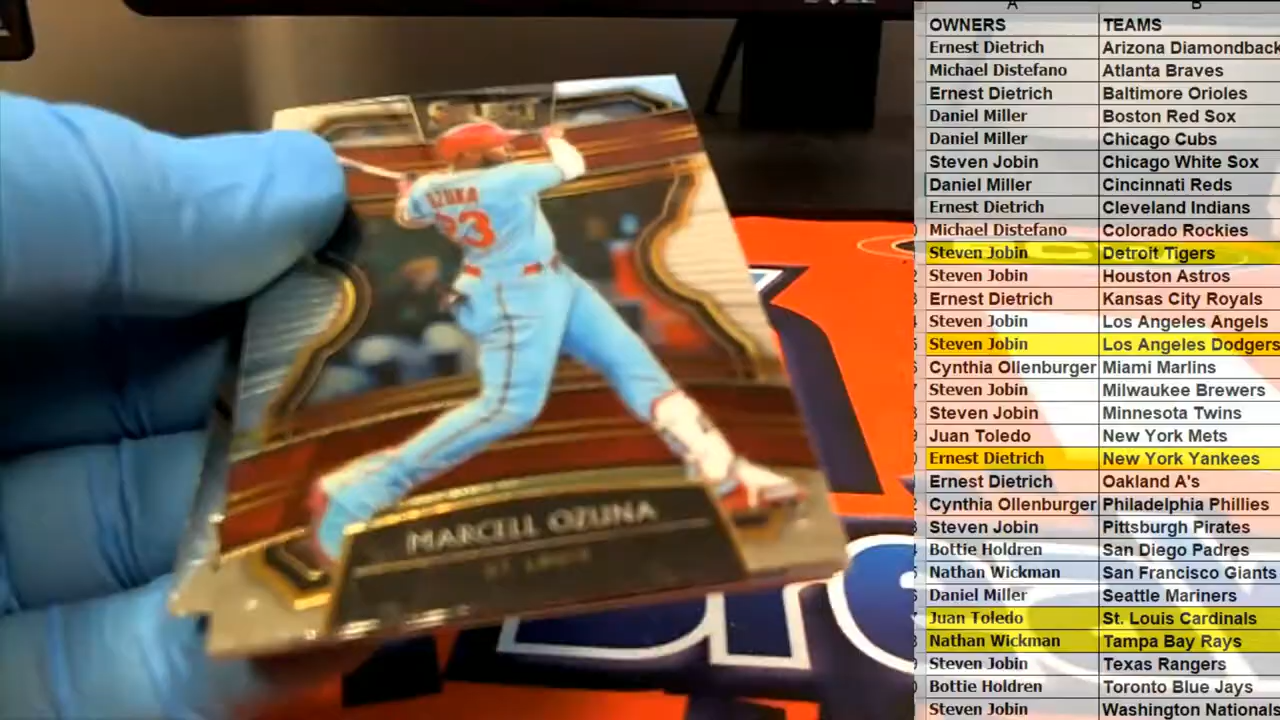 SELECT
OZUNA
23
MARCELL OZUNA
ST. LOUIS
A B
OWNERS TEAMS
Ernest Dietrich Arizona Diamondback
Michael Distefano Atlanta Braves
Ernest Dietrich Baltimore Orioles
Daniel Miller Boston Red Sox
Daniel Miller Chicago Cubs
Steven Jobin Chicago White Sox
Daniel Miller Cincinnati Reds
Ernest Dietrich Cleveland Indians
Michael Distefano Colorado Rockies
Steven Jobin Detroit Tigers
Steven Jobin Houston Astros
Ernest Dietrich Kansas City Royals
Steven Jobin Los Angeles Angels
Steven Jobin Los Angeles Dodgers
Cynthia Ollenburger Miami Marlins
Steven Jobin Milwaukee Brewers
Steven Jobin Minnesota Twins
Juan Toledo New York Mets
Ernest Dietrich New York Yankees
Ernest Dietrich Oakland A's
Cynthia Ollenburger Philadelphia Phillies
Steven Jobin Pittsburgh Pirates
Bottie Holdren San Diego Padres
Nathan Wickman San Francisco Giants
Daniel Miller Seattle Mariners
Juan Toledo St. Louis Cardinals
Nathan Wickman Tampa Bay Rays
Steven Jobin Texas Rangers
Bottie Holdren Toronto Blue Jays
Steven Jobin Washington Nationals